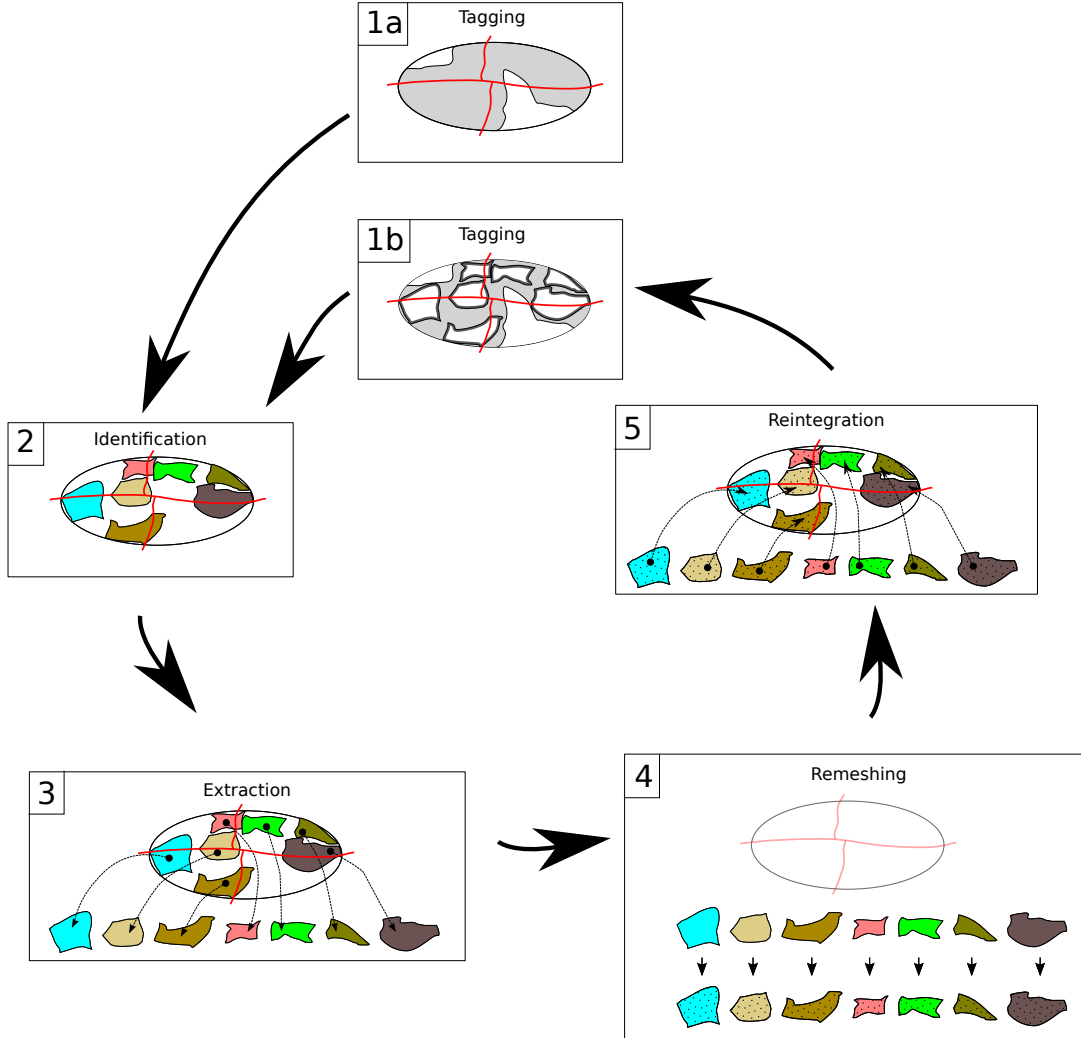 1a
Tagging
1b
Tagging
2
Identification
5
Reintegration
3
Extraction
4
Remeshing